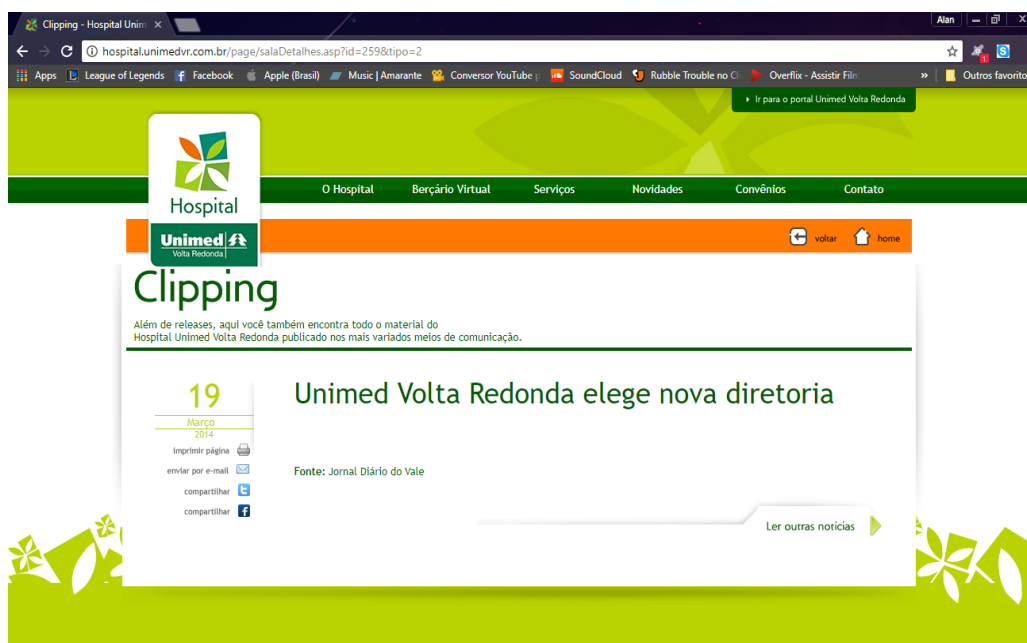 Clipping - Hospital Unim
Alan
hospital.unimedvr.com.br/page/salaDetalhes.asp?id=259&tipo=2
1
S
Apps League of Legends Facebook Apple (Brasil) Music | Amarante Conversor YouTube p SoundCloud Rubble Trouble no Cl Overflix - Assistir Film » Outros favorito
Ir para o portal Unimed Volta Redonda
O Hospital Berçário Virtual Serviços Novidades Convênios Contato
Hospital
Unimed
Volta Redonda
voltar home
Clipping
Além de releases, aqui você também encontra todo o material do
Hospital Unimed Volta Redonda publicado nos mais variados meios de comunicação.
19
Março
2014
imprimir página
enviar por e-mail
compartilhar
compartilhar
Unimed Volta Redonda elege nova diretoria
Fonte: Jornal Diário do Vale
Ler outras notícias